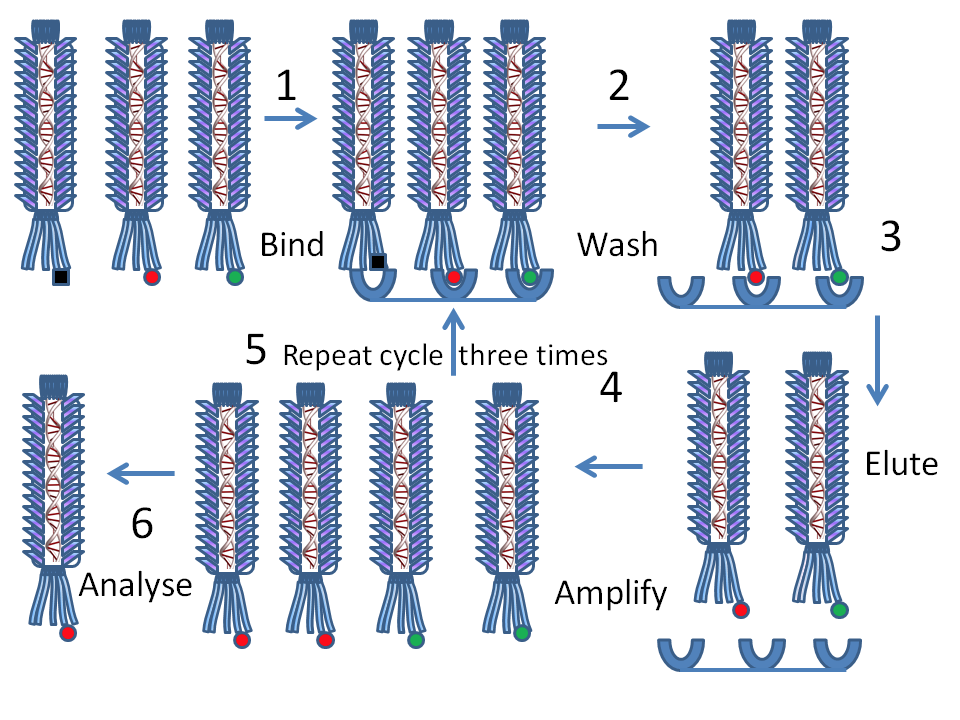 1
Bind
2
Wash
3
Elute
4
Amplify
5 Repeat cycle three times
6
Analyse